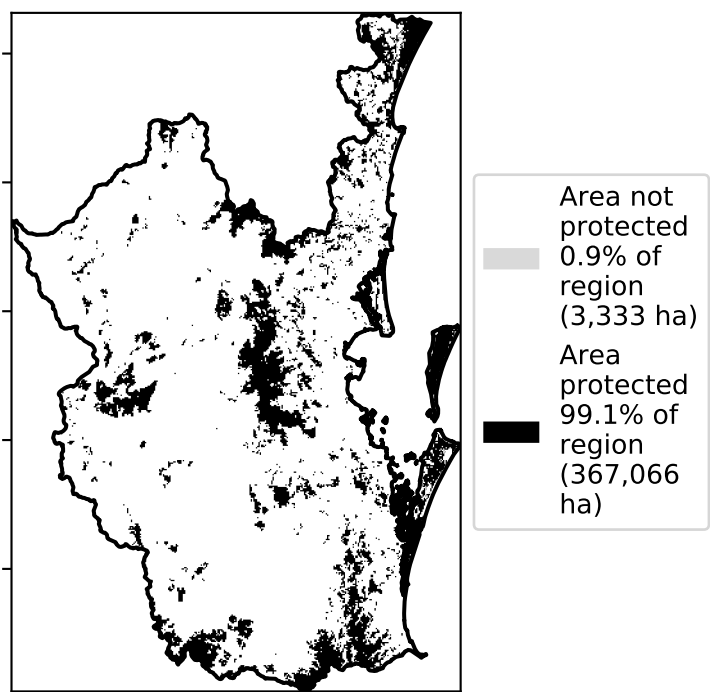 Area not
protected
0.9% of
region
(3,333 ha)
Area
protected
99.1% of
region
(367,066
ha)